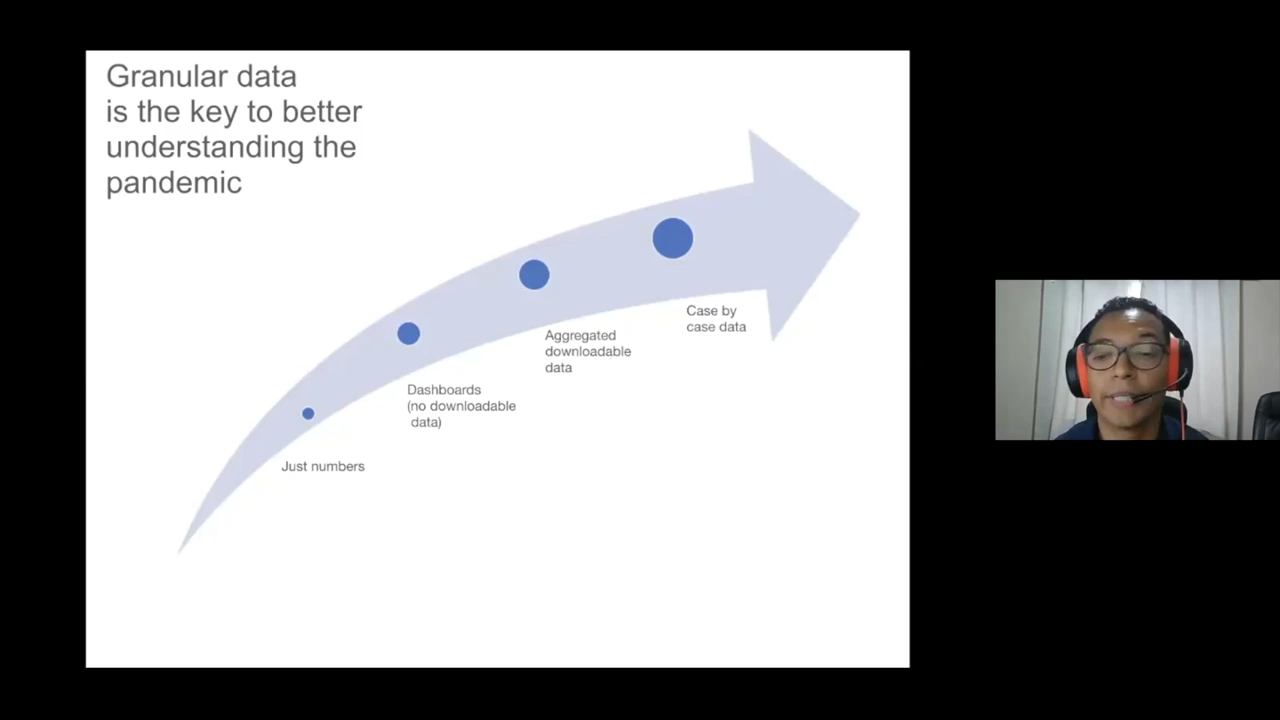 Granular data
is the key to better
understanding the
pandemic
Just numbers
Dashboards
(no downloadable
data)
Aggregated
downloadable
data
Case by
case data